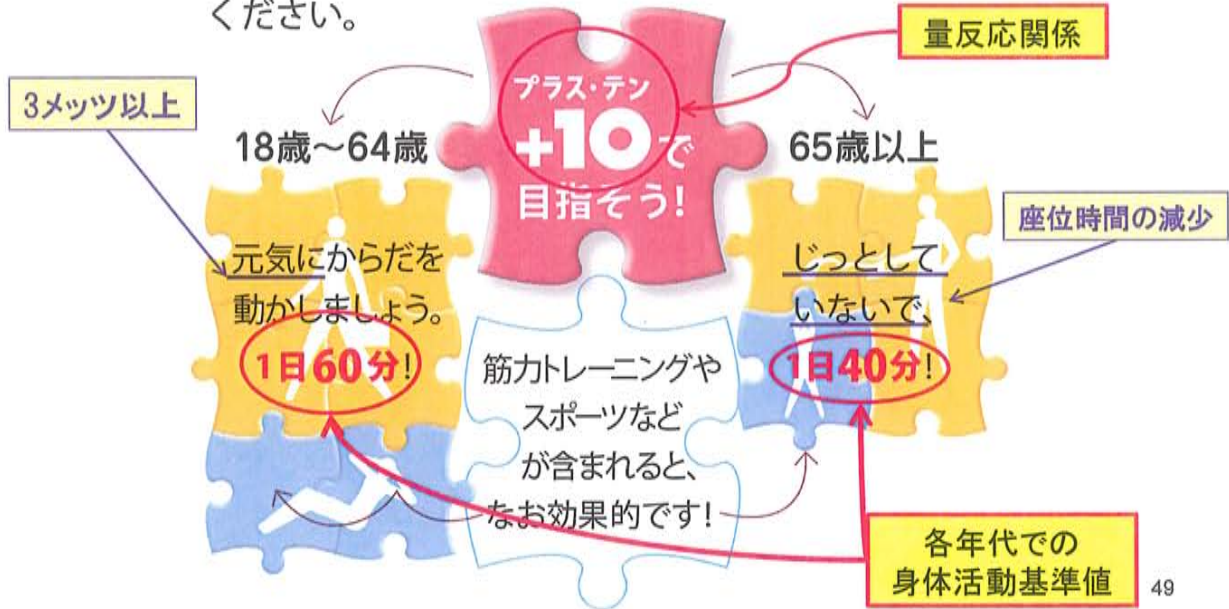 ください。
量反応関係
3メッツ以上
プラス・テン
+10で
目指そう!
18歳～64歳
65歳以上
座位時間の減少
元気にからだを
動かしましょう。
1日60分!
じっとして
いないで、
1日40分!
筋力トレーニングや
スポーツなど
が含まれると、
なお効果的です!
各年代での
身体活動基準値
49